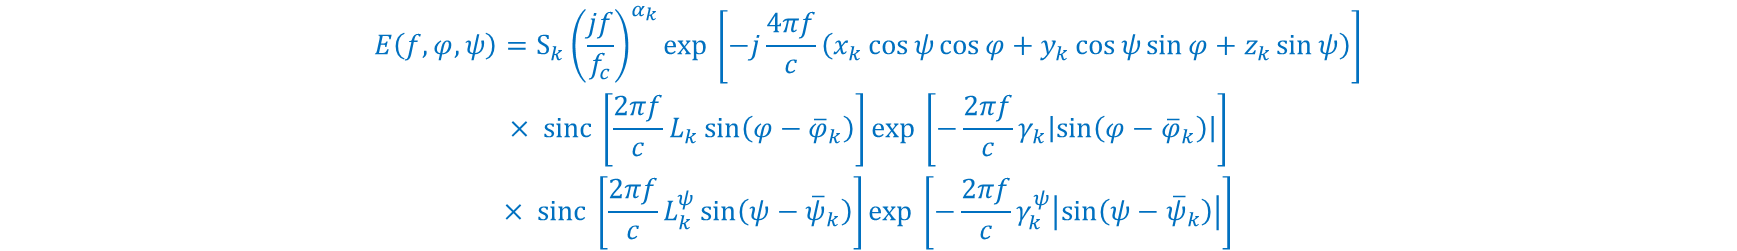 E(f, φ, ψ) = S_k (jf/f_c)^{α_k} exp [−j 4πf/c (x_k cos ψ cos φ + y_k cos ψ sin φ + z_k sin ψ)]
× sinc [2πf/c L_k sin(φ − φ̄_k)] exp [− 2πf/c γ_k |sin(φ − φ̄_k)|]
× sinc [2πf/c L_k^ψ sin(ψ − ψ̄_k)] exp [− 2πf/c γ_k^ψ |sin(ψ − ψ̄_k)|]